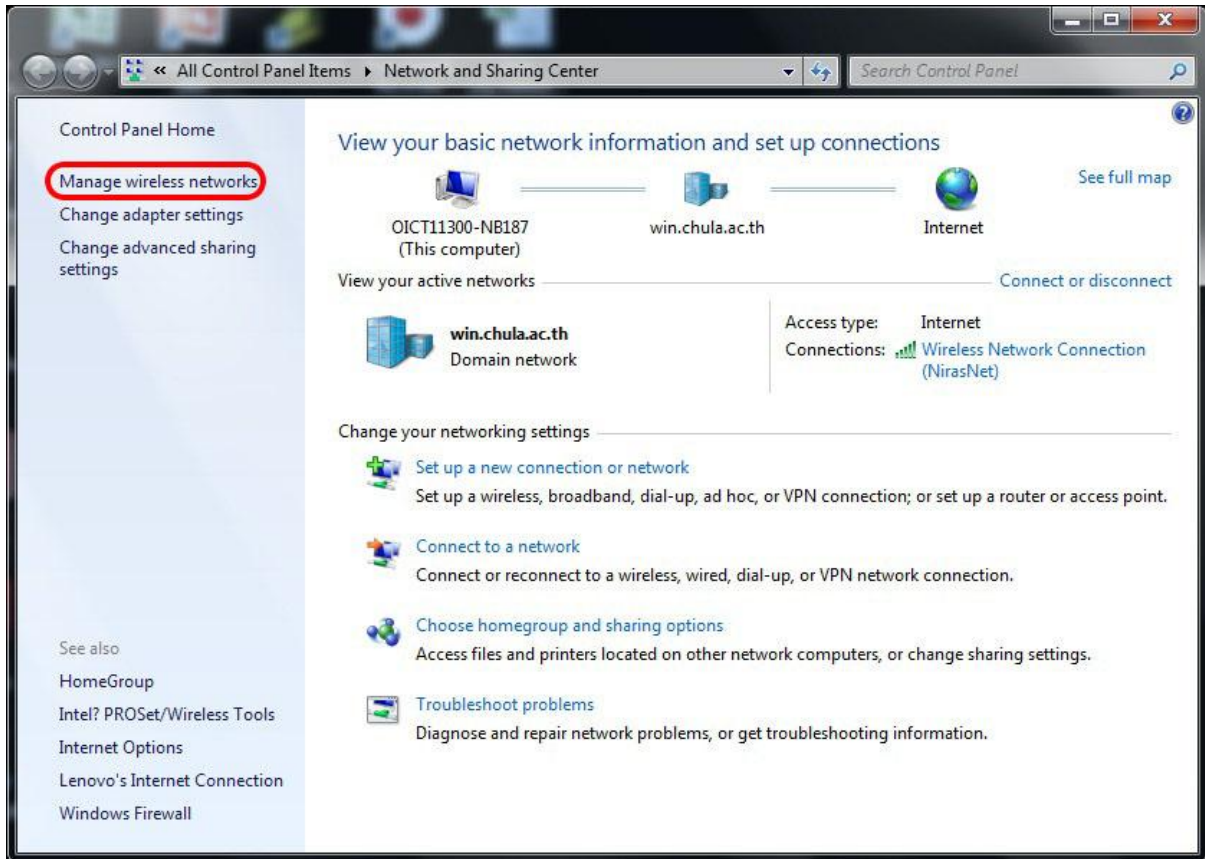 « All Control Panel Items ▸ Network and Sharing Center
Search Control Panel
Control Panel Home
Manage wireless networks
Change adapter settings
Change advanced sharing
settings
See also
HomeGroup
Intel? PROSet/Wireless Tools
Internet Options
Lenovo's Internet Connection
Windows Firewall
View your basic network information and set up connections
See full map
OICT11300-NB187
(This computer)
win.chula.ac.th
Internet
View your active networks
Connect or disconnect
win.chula.ac.th
Domain network
Access type: Internet
Connections: Wireless Network Connection
(NirasNet)
Change your networking settings
Set up a new connection or network
Set up a wireless, broadband, dial-up, ad hoc, or VPN connection; or set up a router or access point.
Connect to a network
Connect or reconnect to a wireless, wired, dial-up, or VPN network connection.
Choose homegroup and sharing options
Access files and printers located on other network computers, or change sharing settings.
Troubleshoot problems
Diagnose and repair network problems, or get troubleshooting information.